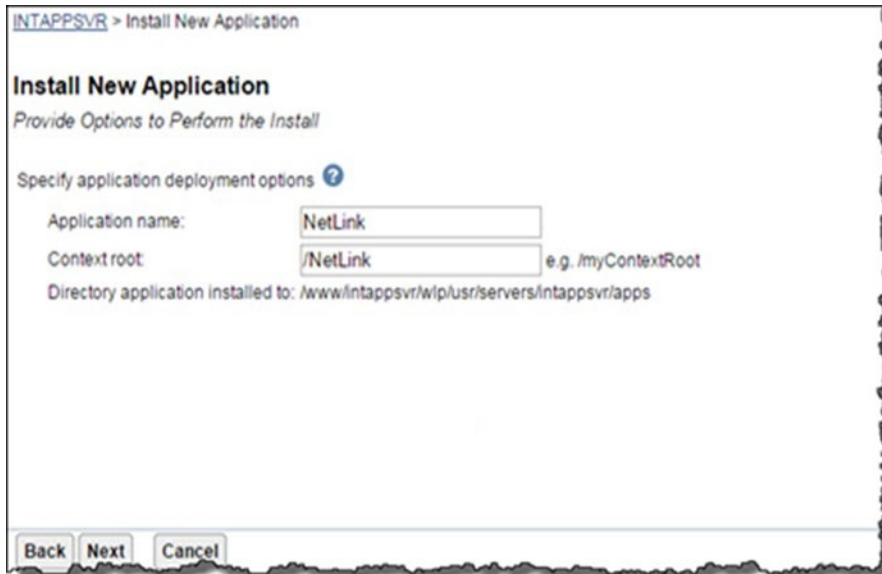 INTAPPSVR > Install New Application
Install New Application
Provide Options to Perform the Install
Specify application deployment options ?
Application name: NetLink
Context root: /NetLink e.g. /myContextRoot
Directory application installed to: /www/intappsvr/wlp/usr/servers/intappsvr/apps
Back Next Cancel